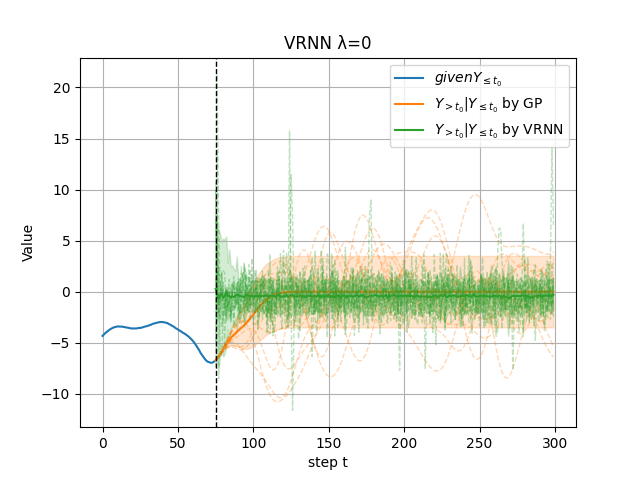 VRNN λ=0
givenY≤t₀
Y>t₀|Y≤t₀ by GP
Y>t₀|Y≤t₀ by VRNN
20
15
10
5
0
−5
−10
Value
0 50 100 150 200 250 300
step t